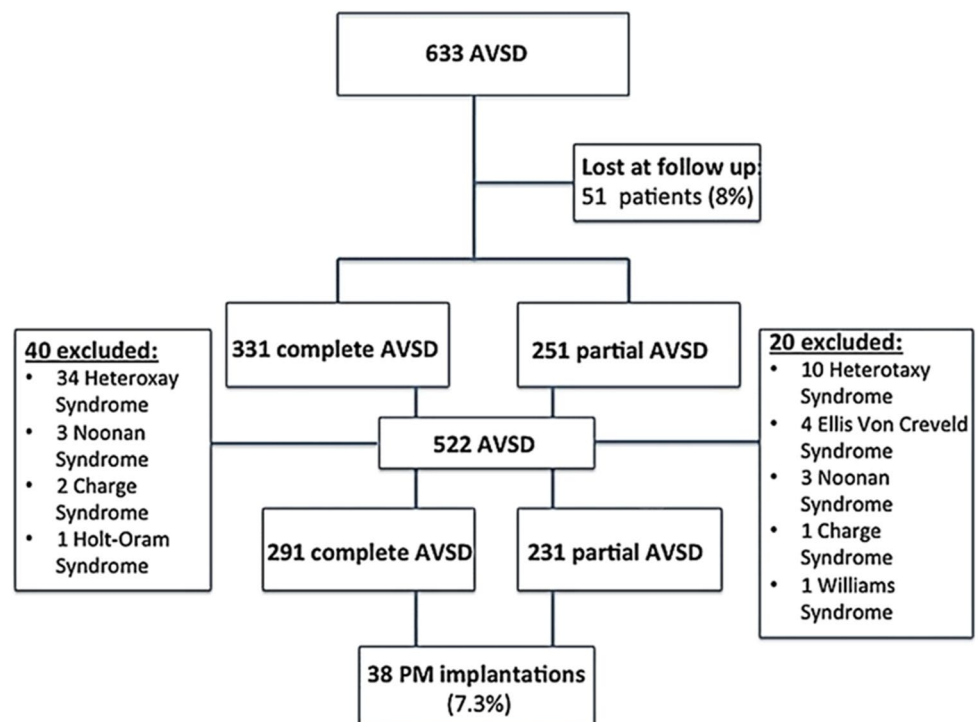 633 AVSD
Lost at follow up:
51 patients (8%)
331 complete AVSD
251 partial AVSD
40 excluded:
• 34 Heteroxay
Syndrome
• 3 Noonan
Syndrome
• 2 Charge
Syndrome
• 1 Holt-Oram
Syndrome
522 AVSD
20 excluded:
• 10 Heterotaxy
Syndrome
• 4 Ellis Von Creveld
Syndrome
• 3 Noonan
Syndrome
• 1 Charge
Syndrome
• 1 Williams
Syndrome
291 complete AVSD
231 partial AVSD
38 PM implantations
(7.3%)